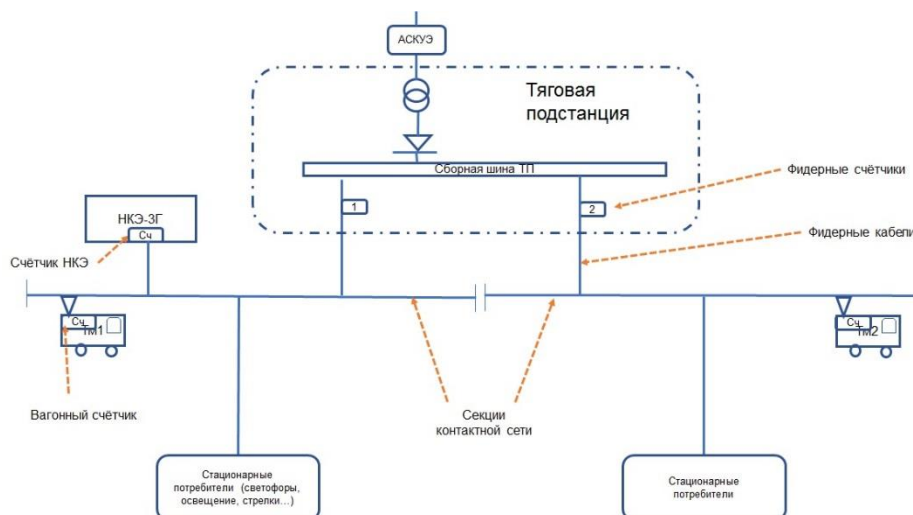 АСКУЭ
Тяговая
подстанция
Сборная шина ТП
Фидерные счётчики
1
2
НКЭ-3Г
Сч
Счётчик НКЭ
Фидерные кабели
Сч
Тм1
Сч
Тм2
Вагонный счётчик
Секции
контактной сети
Стационарные
потребители (светофоры,
освещение, стрелки...)
Стационарные
потребители